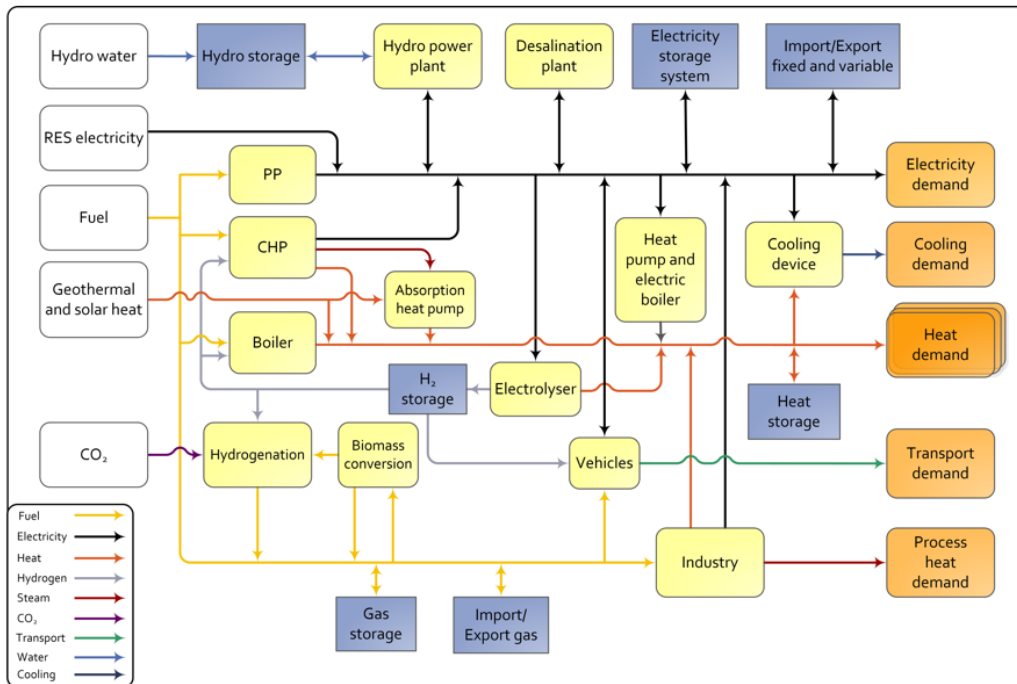 Hydro water
Hydro storage
Hydro power
plant
Desalination
plant
Electricity
storage
system
Import/Export
fixed and variable
RES electricity
PP
Electricity
demand
Fuel
CHP
Heat
pump and
electric
boiler
Cooling
device
Cooling
demand
Geothermal
and solar heat
Absorption
heat pump
Boiler
Heat
demand
H₂
storage
Electrolyser
Heat
storage
CO₂
Hydrogenation
Biomass
conversion
Vehicles
Transport
demand
Industry
Process
heat
demand
Gas
storage
Import/
Export gas
Fuel
Electricity
Heat
Hydrogen
Steam
CO₂
Transport
Water
Cooling